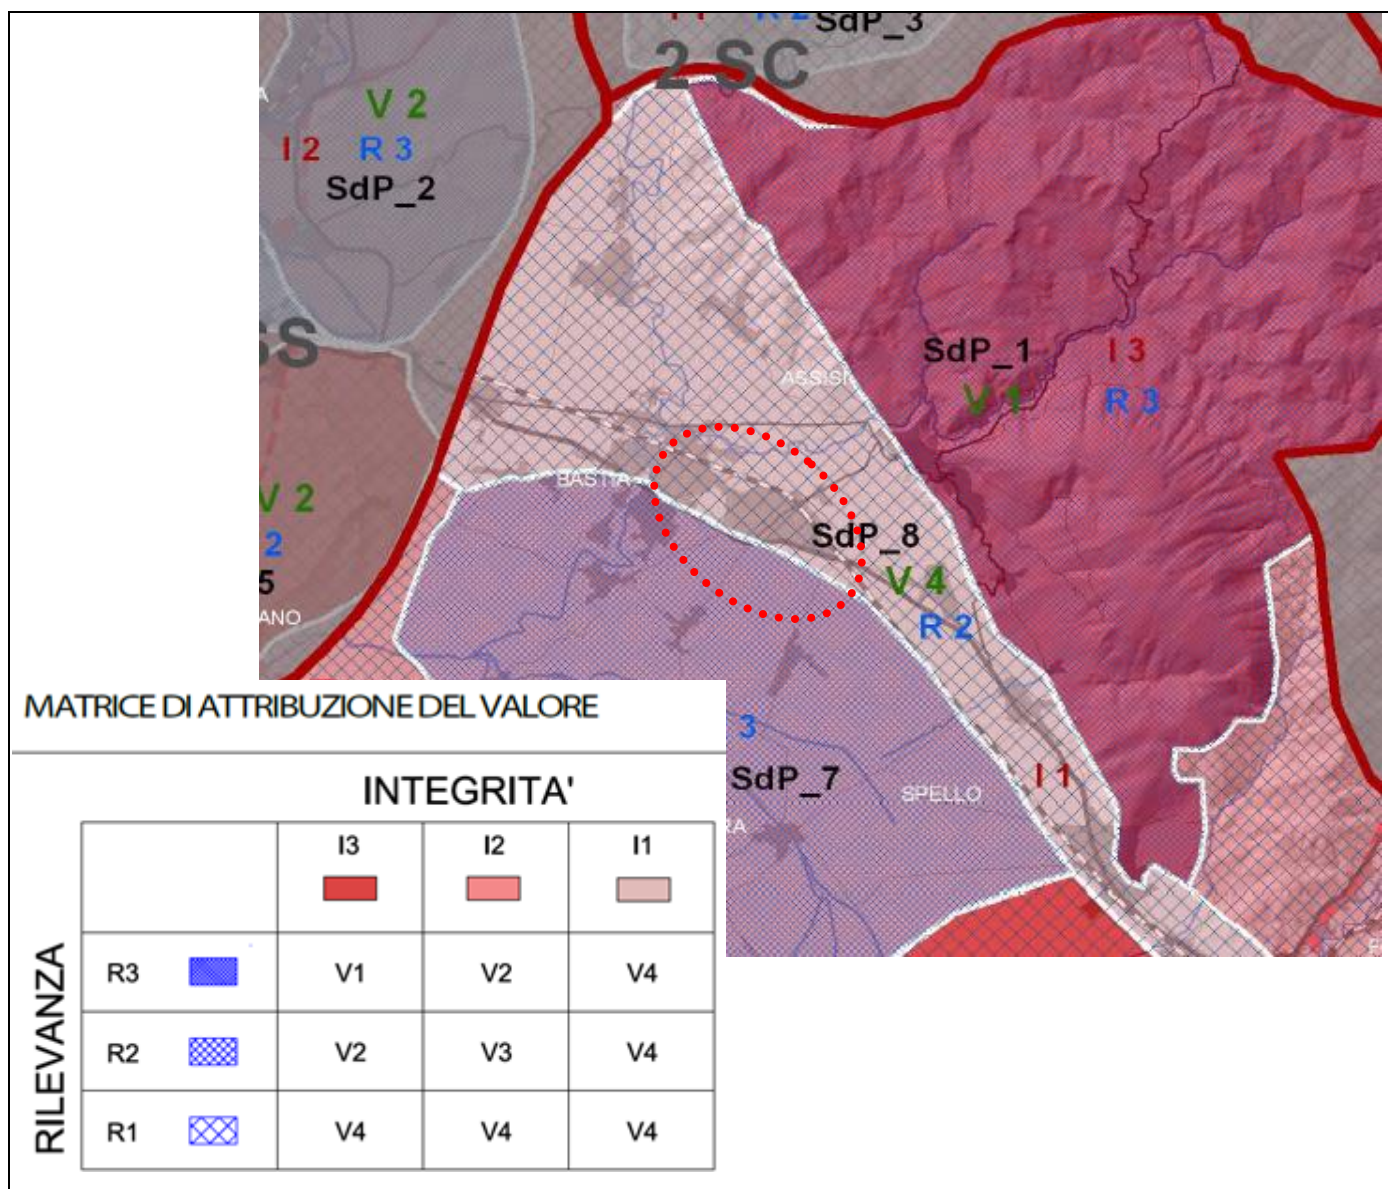 SdP_3
2 SC
A
V 2
I 2 R 3
SdP_2
SS
SdP_1 I 3
V 1 R 3
ASSISI
V 2
2
5
BASTIA
SdP_8
V 4
R 2
ANO
3
SdP_7
I 1
SPELLO
RA
MATRICE DI ATTRIBUZIONE DEL VALORE
INTEGRITA'
I3 I2 I1
RILEVANZA
R3 V1 V2 V4
R2 V2 V3 V4
R1 V4 V4 V4